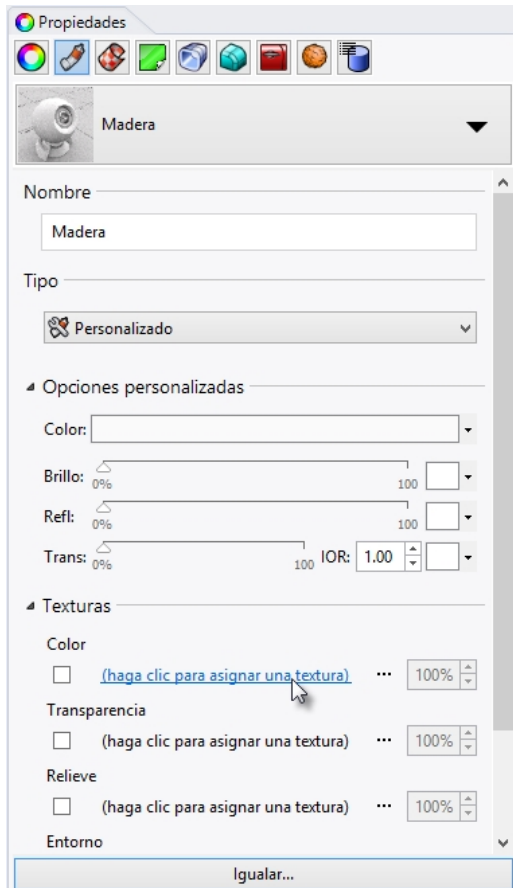 Propiedades
Madera
Nombre
Madera
Tipo
Personalizado
Opciones personalizadas
Color:
Brillo: 0% 100
Refl: 0% 100
Trans: 0% 100 IOR: 1.00
Texturas
Color
(haga clic para asignar una textura) ... 100%
Transparencia
(haga clic para asignar una textura) ... 100%
Relieve
(haga clic para asignar una textura) ... 100%
Entorno
Igualar...